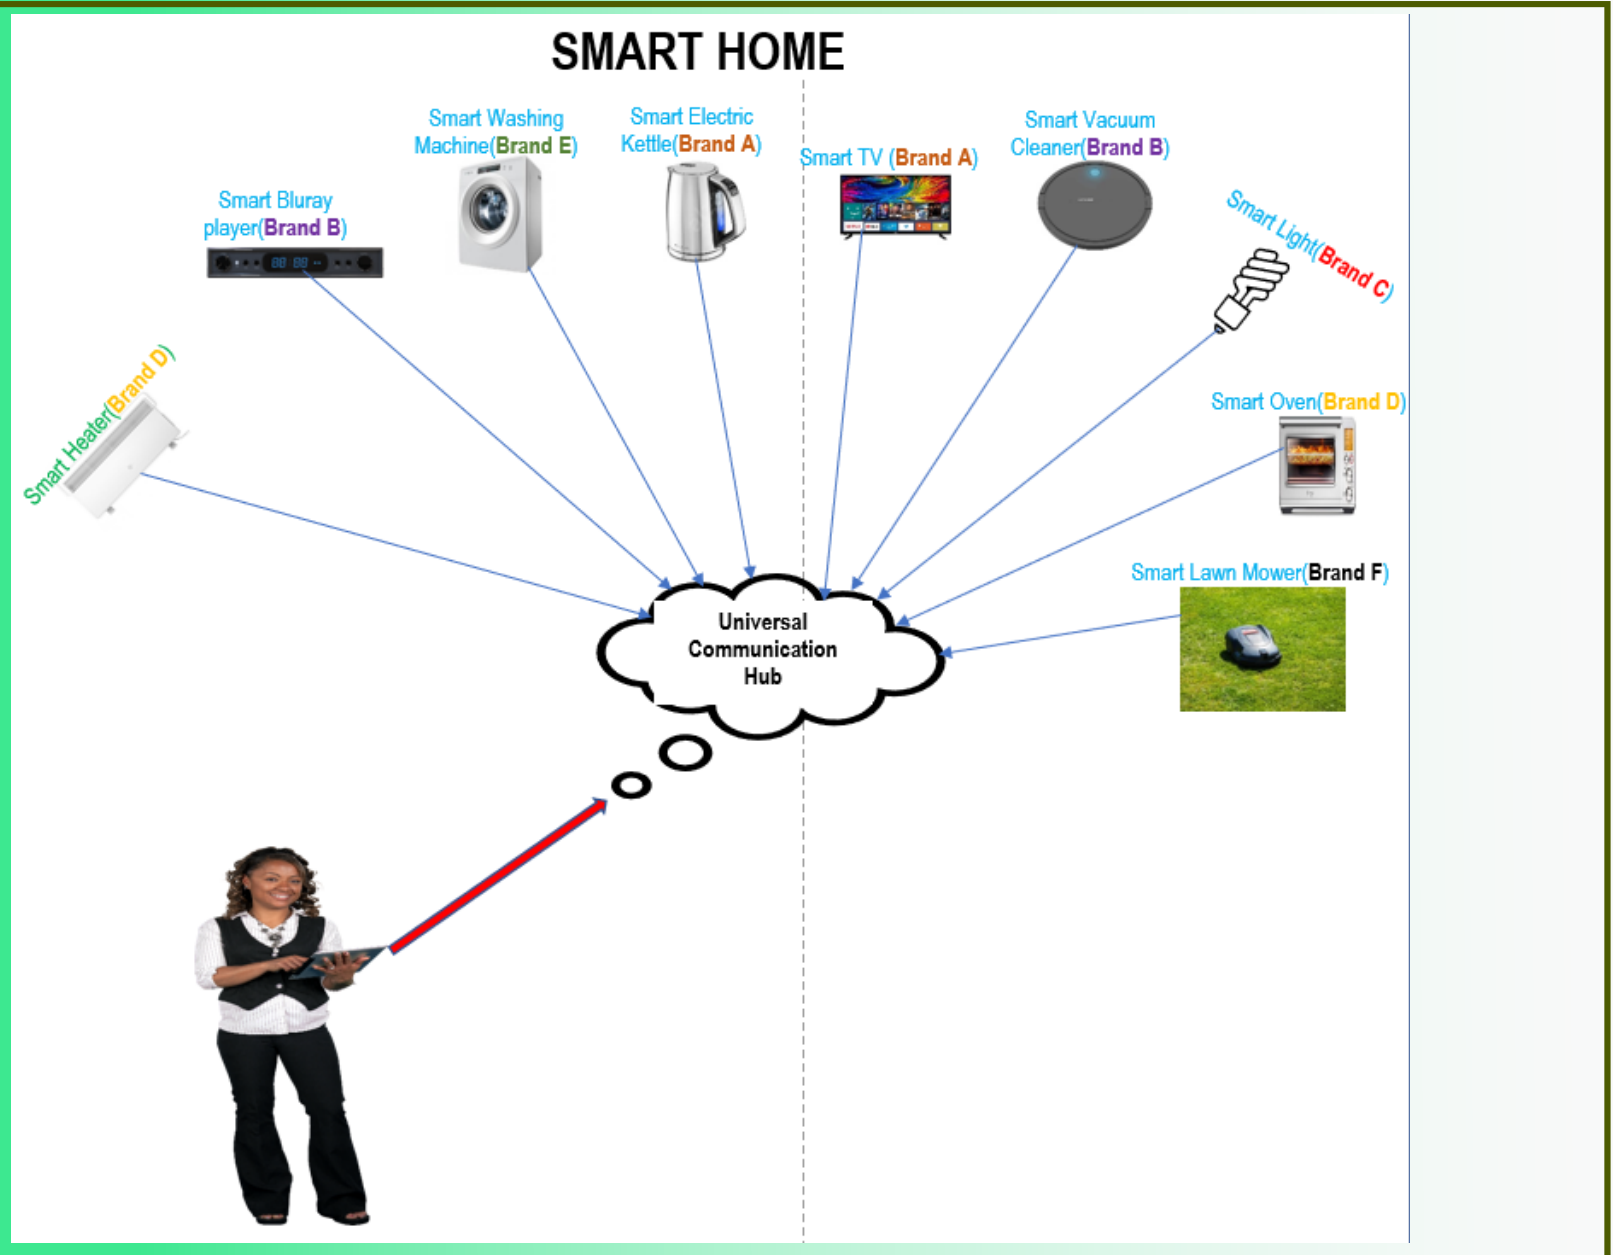 SMART HOME
Smart Washing
Machine(Brand E)
Smart Electric
Kettle(Brand A)
Smart TV (Brand A)
Smart Vacuum
Cleaner(Brand B)
Smart Bluray
player(Brand B)
Smart Light(Brand C)
Smart Heater(Brand D)
Smart Oven(Brand D)
Smart Lawn Mower(Brand F)
Universal
Communication
Hub